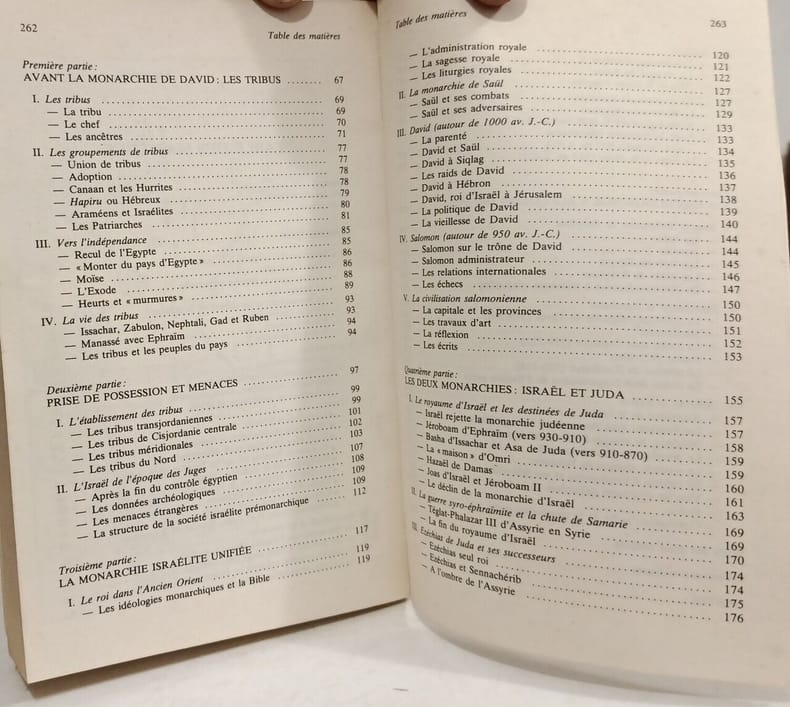 262
Table des matières
Première partie :
AVANT LA MONARCHIE DE DAVID : LES TRIBUS ........ 67
I. Les tribus ........ 69
— La tribu ........ 69
— Le chef ........ 70
— Les ancêtres ........ 71
II. Les groupements de tribus ........ 77
— Union de tribus ........ 77
— Adoption ........ 78
— Canaan et les Hurrites ........ 78
— Hapiru ou Hébreux ........ 79
— Araméens et Israélites ........ 80
— Les Patriarches ........ 81
III. Vers l'indépendance ........ 85
— Recul de l'Egypte ........ 85
— « Monter du pays d'Egypte » ........ 86
— Moïse ........ 86
— L'Exode ........ 88
— Heurts et « murmures » ........ 89
IV. La vie des tribus ........ 93
— Issachar, Zabulon, Nephtali, Gad et Ruben ........ 93
— Manassé avec Ephraïm ........ 94
— Les tribus et les peuples du pays ........ 94
Deuxième partie :
PRISE DE POSSESSION ET MENACES ........ 97
I. L'établissement des tribus ........ 99
— Les tribus transjordaniennes ........ 99
— Les tribus de Cisjordanie centrale ........ 101
— Les tribus méridionales ........ 102
— Les tribus du Nord ........ 103
II. L'Israël de l'époque des Juges ........ 107
— Après la fin du contrôle égyptien ........ 108
— Les données archéologiques ........ 109
— Les menaces étrangères ........ 109
— La structure de la société israélite prémonarchique ........ 112
Troisième partie :
LA MONARCHIE ISRAÉLITE UNIFIÉE ........ 117
I. Le roi dans l'Ancien Orient ........ 119
— Les idéologies monarchiques et la Bible ........ 119
Table des matières
263
— L'administration royale ........ 120
— La sagesse royale ........ 121
— Les liturgies royales ........ 122
II. La monarchie de Saül ........ 127
— Saül et ses combats ........ 127
— Saül et ses adversaires ........ 129
III. David (autour de 1000 av. J.-C.) ........ 133
— La parenté ........ 133
— David et Saül ........ 134
— David à Siqlag ........ 135
— Les raids de David ........ 136
— David à Hébron ........ 137
— David, roi d'Israël à Jérusalem ........ 138
— La politique de David ........ 139
— La vieillesse de David ........ 140
IV. Salomon (autour de 950 av. J.-C.) ........ 144
— Salomon sur le trône de David ........ 144
— Salomon administrateur ........ 145
— Les relations internationales ........ 146
— Les échecs ........ 147
V. La civilisation salomonienne ........ 150
— La capitale et les provinces ........ 150
— Les travaux d'art ........ 151
— La réflexion ........ 152
— Les écrits ........ 153
Quatrième partie :
LES DEUX MONARCHIES : ISRAËL ET JUDA ........ 155
I. Le royaume d'Israël et les destinées de Juda ........ 157
— Israël rejette la monarchie judéenne ........ 157
— Jéroboam d'Ephraïm (vers 930-910) ........ 158
— Basha d'Issachar et Asa de Juda (vers 910-870) ........ 159
— La « maison » d'Omri ........ 159
— Hazaël de Damas ........ 160
— Joas d'Israël et Jéroboam II ........ 161
— Le déclin de la monarchie d'Israël ........ 163
II. La guerre syro-éphraïmite et la chute de Samarie ........ 169
— Téglat-Phalazar III d'Assyrie en Syrie ........ 169
— La fin du royaume d'Israël ........ 170
III. Ezéchias de Juda et ses successeurs ........ 174
— Ezéchias seul roi ........ 174
— Ezéchias et Sennachérib ........ 175
— A l'ombre de l'Assyrie ........ 176